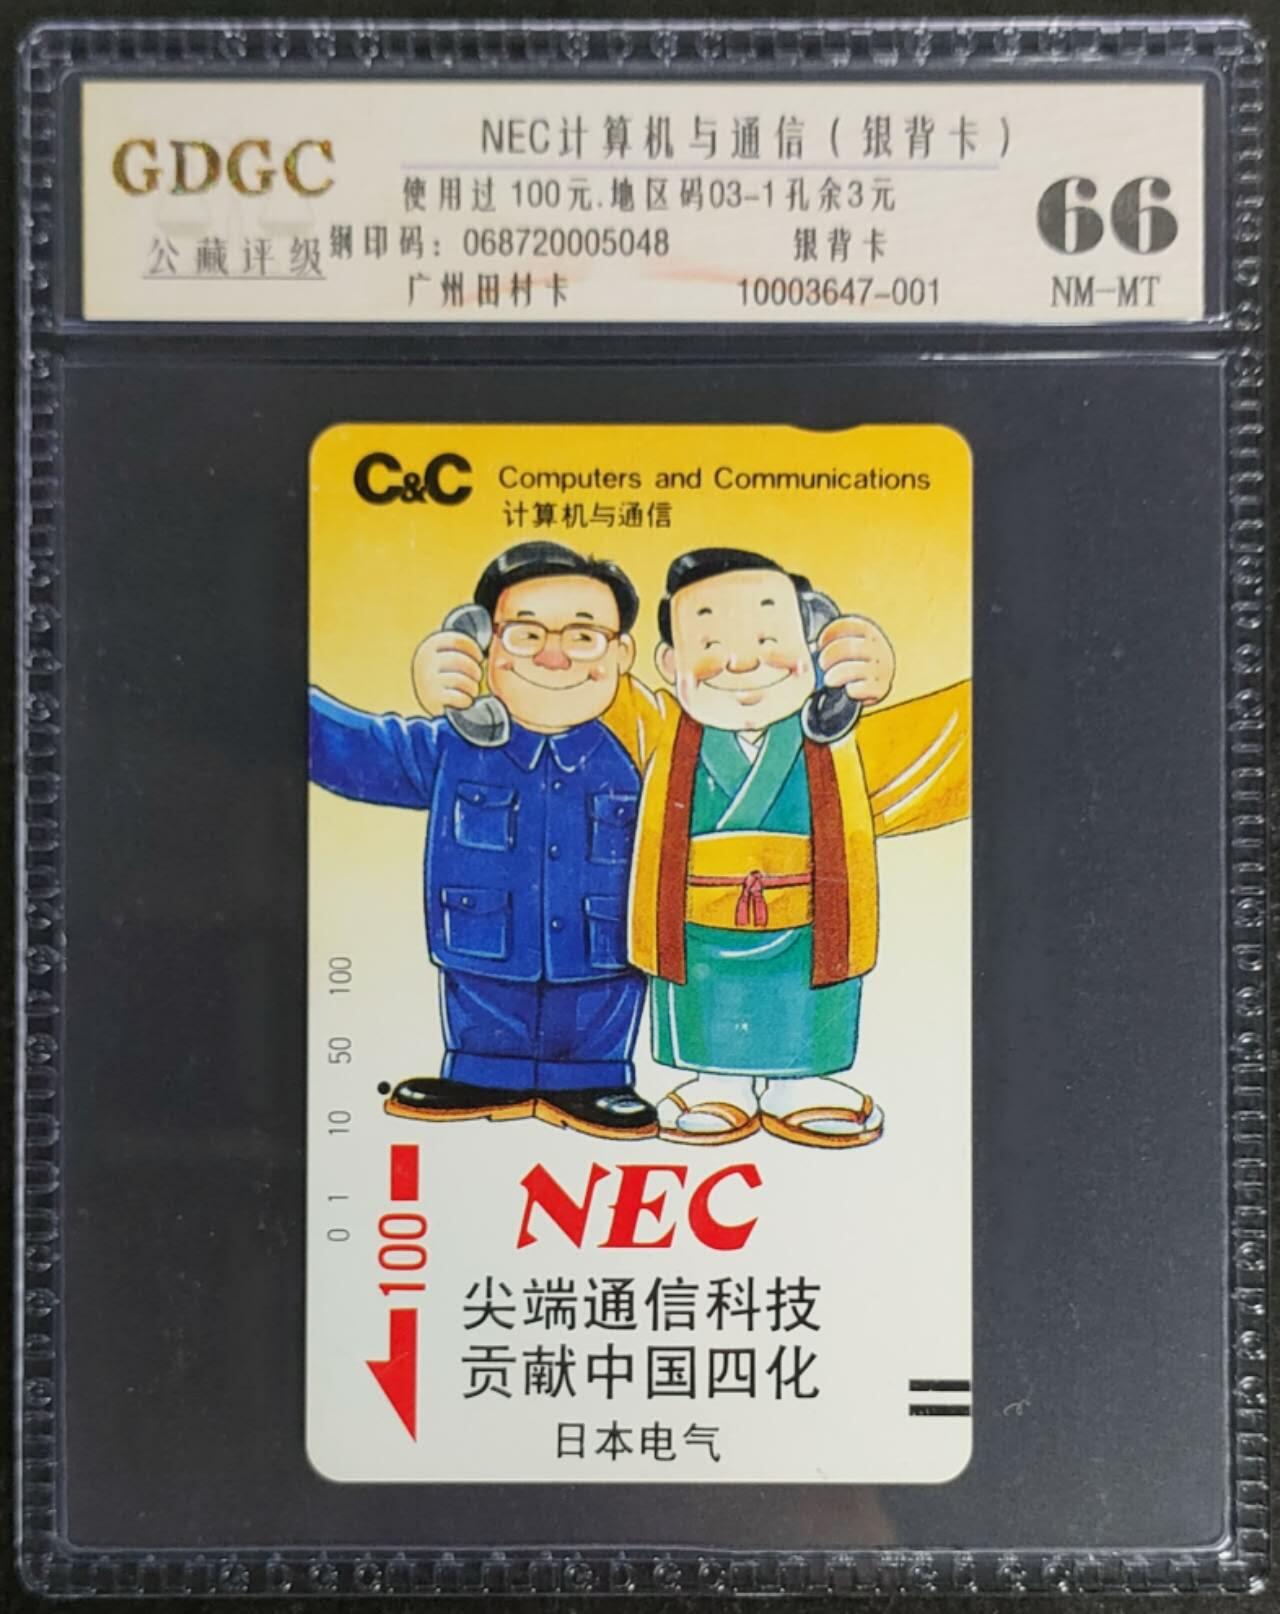 GDGC
公藏评级
NEC计算机与通信(银背卡)
使用过 100元.地区码03-1孔余3元
钢印码：068720005048 银背卡
广州田村卡 10003647-001
66
NM-MT
C&C Computers and Communications
计算机与通信
0 1 10 50 100
100
NEC
尖端通信科技
贡献中国四化
日本电气